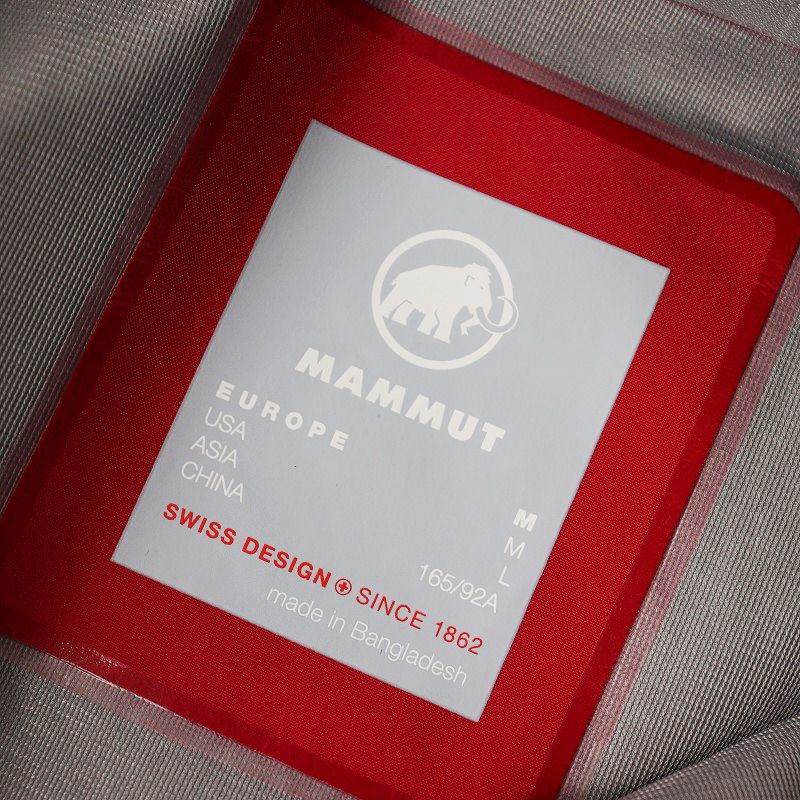 MAMMUT
EUROPE M
USA M
ASIA L
CHINA 165/92A
SWISS DESIGN + SINCE 1862
made in Bangladesh